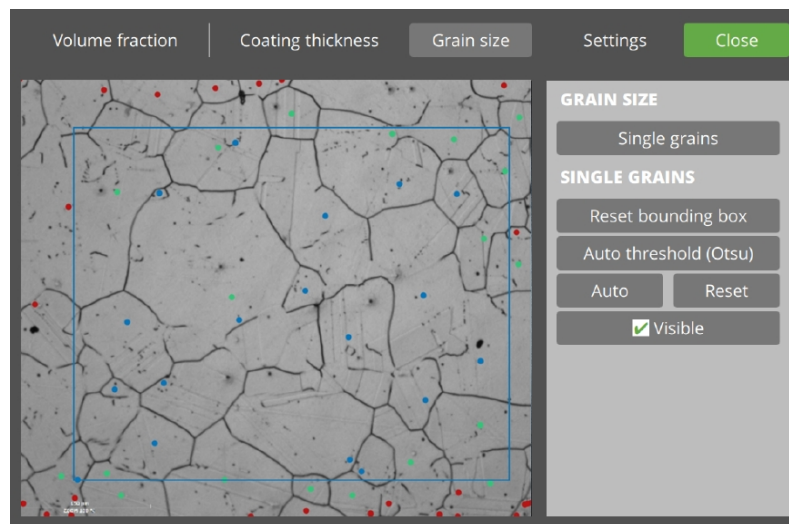 Volume fraction
Coating thickness
Grain size
Settings
Close
GRAIN SIZE
Single grains
SINGLE GRAINS
Reset bounding box
Auto threshold (Otsu)
Auto
Reset
Visible